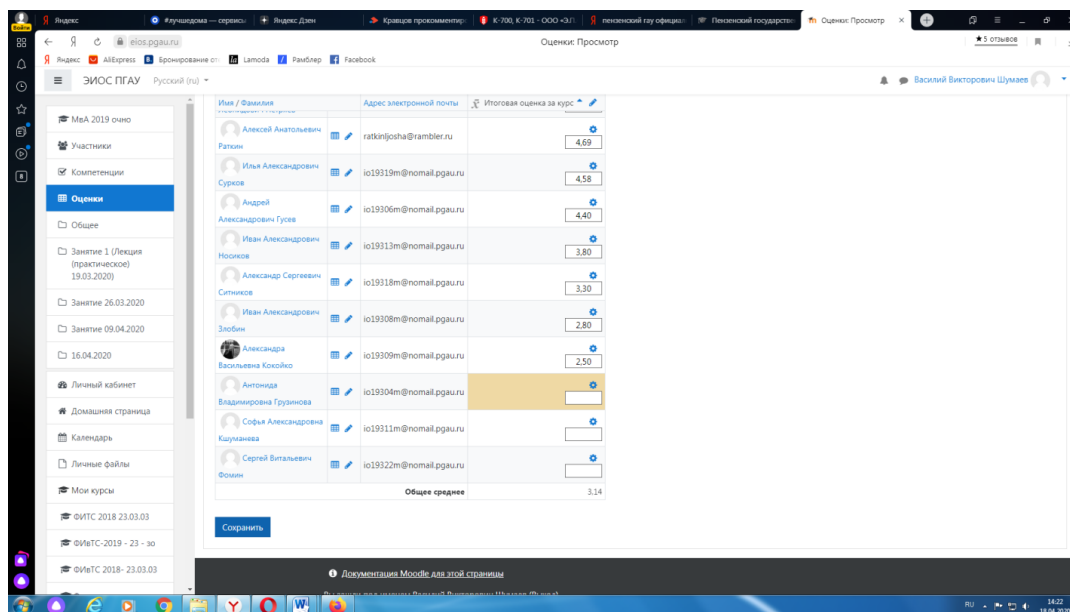 Войти
Яндекс
#лучшедома — сервисы
Яндекс Дзен
Кравцов прокомментир
К-700, К-701 - ООО «Э.Л.
пензенский гау официал
Пензенский государстве
Оценки: Просмотр
eios.pgau.ru
Оценки: Просмотр
★ 5 отзывов
Яндекс
AliExpress
Бронирование от
Lamoda
Рамблер
Facebook
ЭИОС ПГАУ
Русский (ru)
Василий Викторович Шумаев
МвА 2019 очно
Участники
Компетенции
Оценки
Общее
Занятие 1 (Лекция
(практическое)
19.03.2020)
Занятие 26.03.2020
Занятие 09.04.2020
16.04.2020
Личный кабинет
Домашняя страница
Календарь
Личные файлы
Мои курсы
ФИТС 2018 23.03.03
ФИвТС-2019 - 23 - зо
ФИвТС 2018- 23.03.03
Имя / Фамилия
Адрес электронной почты
Итоговая оценка за курс
Алексей Анатольевич
Раткин
ratkinljosha@rambler.ru
4,69
Илья Александрович
Сурков
io19319m@nomail.pgau.ru
4,58
Андрей
Александрович Гусев
io19306m@nomail.pgau.ru
4,40
Иван Александрович
Носиков
io19313m@nomail.pgau.ru
3,80
Александр Сергеевич
Ситников
io19318m@nomail.pgau.ru
3,30
Иван Александрович
Злобин
io19308m@nomail.pgau.ru
2,80
Александра
Васильевна Кокойко
io19309m@nomail.pgau.ru
2,50
Антонида
Владимировна Грузинова
io19304m@nomail.pgau.ru
Софья Александровна
Кшуманева
io19311m@nomail.pgau.ru
Сергей Витальевич
Фомин
io19322m@nomail.pgau.ru
Общее среднее
3,14
Сохранить
Документация Moodle для этой страницы
RU
14:22